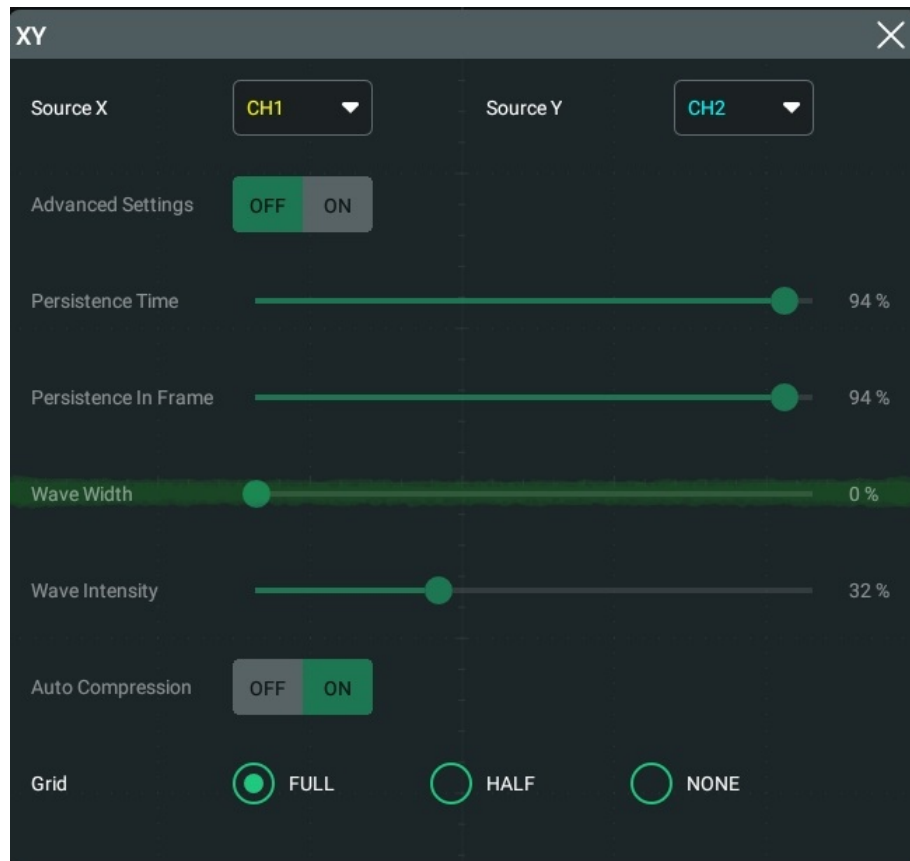 XY
Source X CH1 Source Y CH2
Advanced Settings OFF ON
Persistence Time 94 %
Persistence In Frame 94 %
Wave Width 0 %
Wave Intensity 32 %
Auto Compression OFF ON
Grid FULL HALF NONE